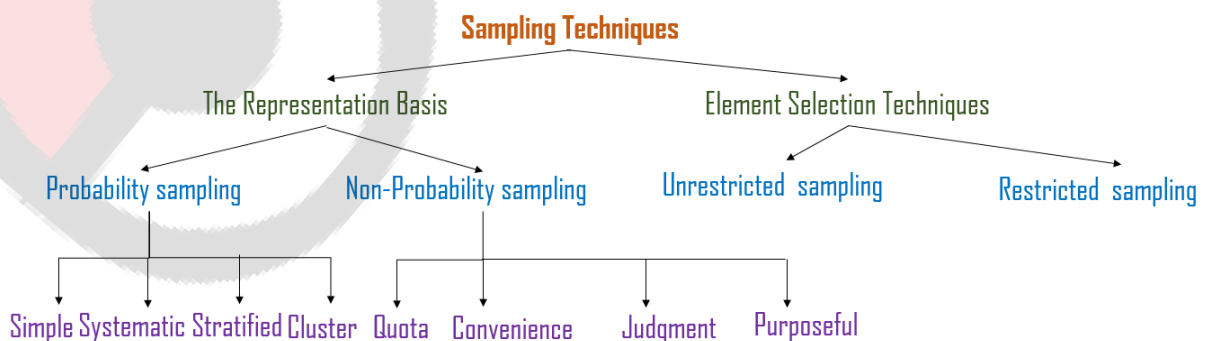 Sampling Techniques
The Representation Basis
Element Selection Techniques
Probability sampling
Non-Probability sampling
Unrestricted sampling
Restricted sampling
Simple
Systematic
Stratified
Cluster
Quota
Convenience
Judgment
Purposeful